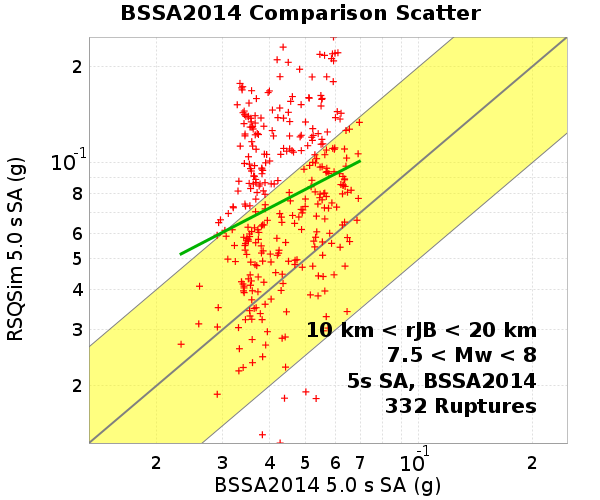 BSSA2014 Comparison Scatter
RSQSim 5.0 s SA (g)
2
10⁻¹
8
6
5
4
3
2
10 km < rJB < 20 km
7.5 < Mw < 8
5s SA, BSSA2014
332 Ruptures
2 3 4 5 6 7 10⁻¹ 2
BSSA2014 5.0 s SA (g)